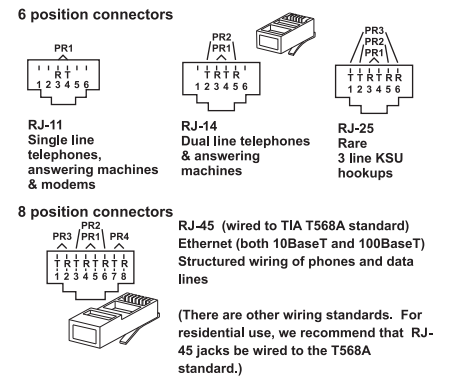 6 position connectors
PR1
R T
1 2 3 4 5 6
RJ-11
Single line
telephones,
answering machines
& modems
PR2
PR1
T R T R
1 2 3 4 5 6
RJ-14
Dual line telephones
& answering
machines
PR3
PR2
PR1
T T R T R R
1 2 3 4 5 6
RJ-25
Rare
3 line KSU
hookups
8 position connectors
PR2
PR3 PR1 PR4
T R T R T R T R
1 2 3 4 5 6 7 8
RJ-45 (wired to TIA T568A standard)
Ethernet (both 10BaseT and 100BaseT)
Structured wiring of phones and data
lines
(There are other wiring standards. For
residential use, we recommend that RJ-
45 jacks be wired to the T568A
standard.)